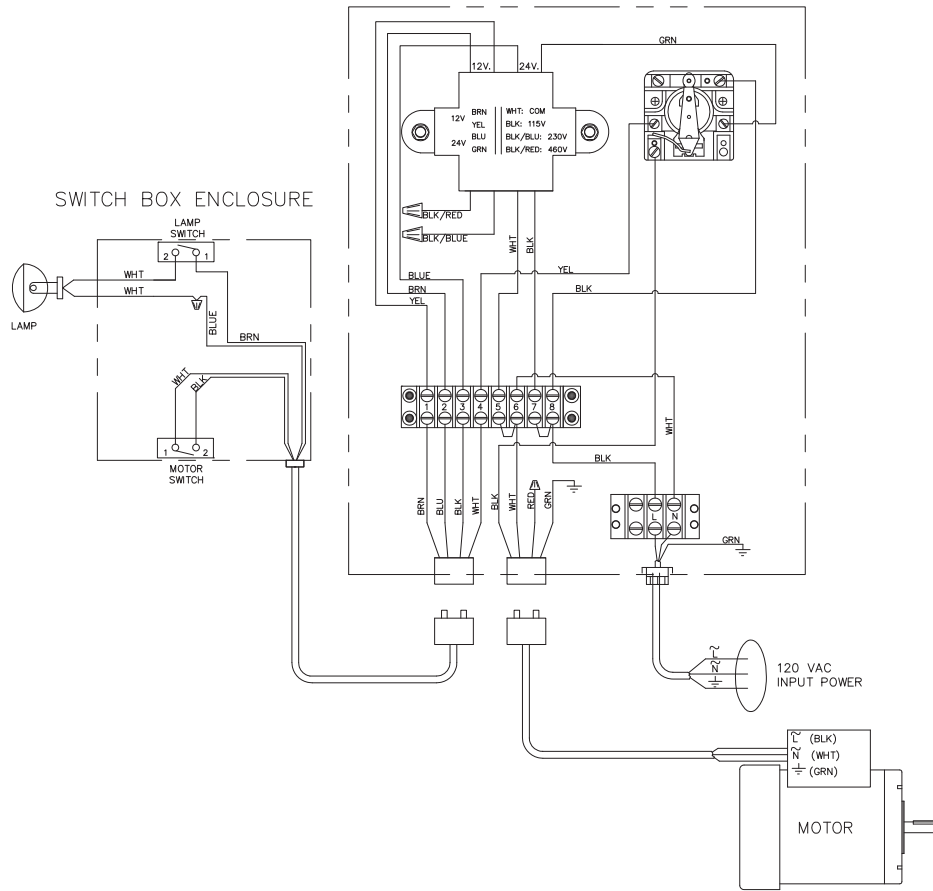 GRN
12V. 24V.
BRN WHT: COM
12V
YEL BLK: 115V
BLU BLK/BLU: 230V
24V
GRN BLK/RED: 460V
SWITCH BOX ENCLOSURE
LAMP
SWITCH
2 1
BLK/RED
BLK/BLUE
WHT
BLK
WHT
WHT
LAMP
BLUE
BRN
BLUE
BRN
YEL
YEL
BLK
WHT
BLK
1 2 3 4 5 6 7 8
WHT
1 2
MOTOR
SWITCH
BLK
BRN
BLU
BLK
WHT
BLK
WHT
RED
GRN
L N
GRN
L
N
120 VAC
INPUT POWER
L (BLK)
N (WHT)
(GRN)
MOTOR